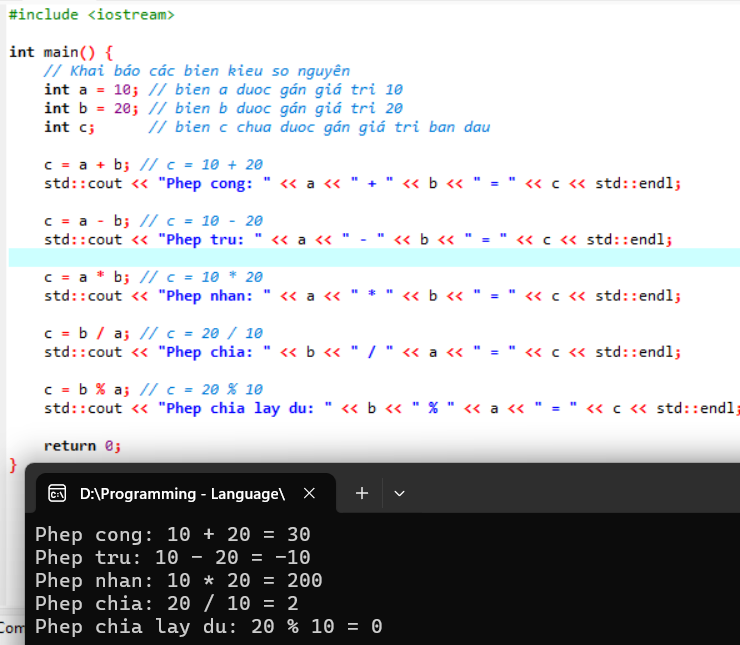 #include <iostream>
int main() {
// Khai báo các bien kieu so nguyên
int a = 10; // bien a duoc gán giá tri 10
int b = 20; // bien b duoc gán giá tri 20
int c; // bien c chua duoc gán giá tri ban dau
c = a + b; // c = 10 + 20
std::cout << "Phep cong: " << a << " + " << b << " = " << c << std::endl;
c = a - b; // c = 10 - 20
std::cout << "Phep tru: " << a << " - " << b << " = " << c << std::endl;
c = a * b; // c = 10 * 20
std::cout << "Phep nhan: " << a << " * " << b << " = " << c << std::endl;
c = b / a; // c = 20 / 10
std::cout << "Phep chia: " << b << " / " << a << " = " << c << std::endl;
c = b % a; // c = 20 % 10
std::cout << "Phep chia lay du: " << b << " % " << a << " = " << c << std::endl;
return 0;
}
D:\Programming - Language\
Phep cong: 10 + 20 = 30
Phep tru: 10 - 20 = -10
Phep nhan: 10 * 20 = 200
Phep chia: 20 / 10 = 2
Com
Phep chia lay du: 20 % 10 = 0